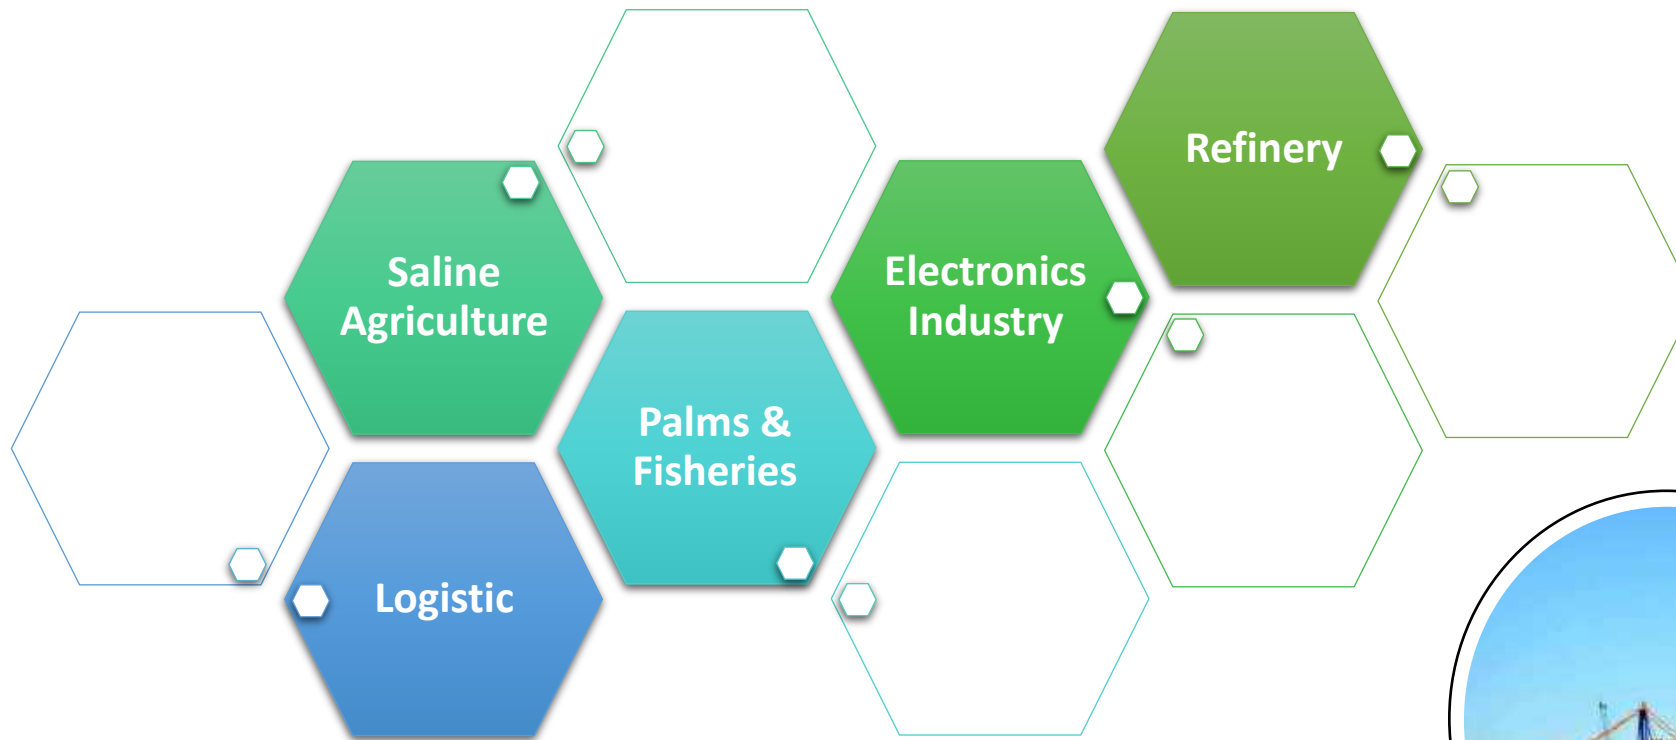 Refinery
Saline
Agriculture
Electronics
Industry
Palms &
Fisheries
Logistic